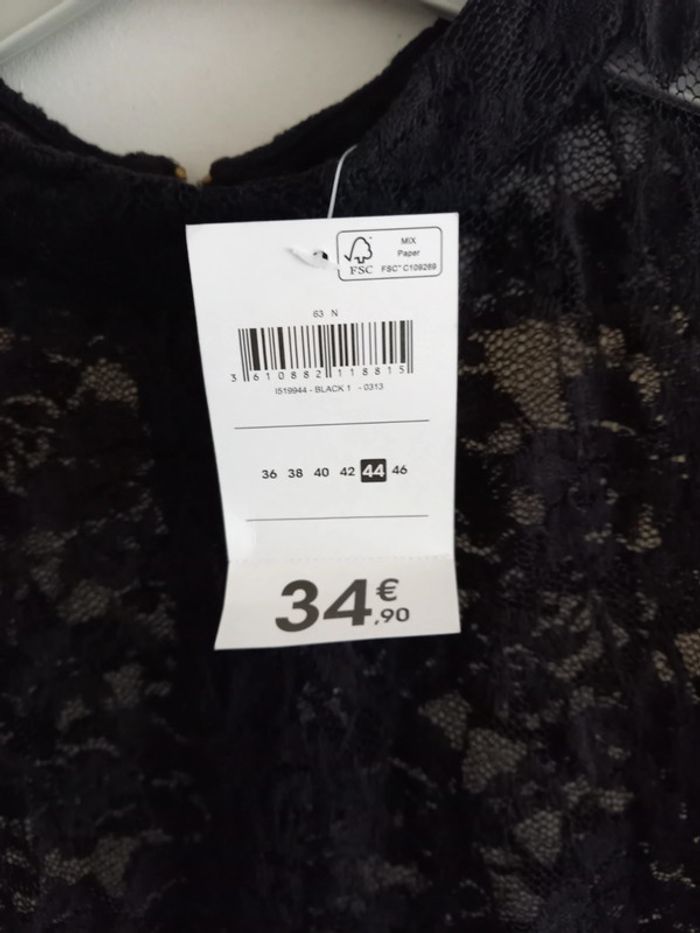 MIX
Paper
FSC
FSC™ C109269
63 N
3 610882 118815
I519944 - BLACK 1 - 0313
36 38 40 42 44 46
34€,90